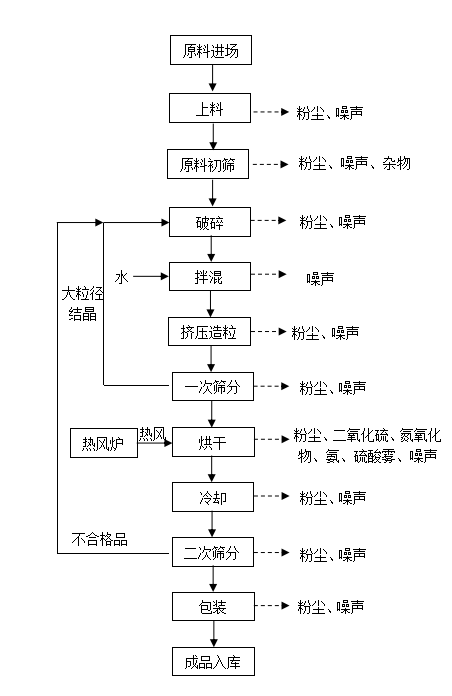 原料进场
上料
粉尘、噪声
原料初筛
粉尘、噪声、杂物
破碎
粉尘、噪声
大粒径
结晶
水
拌混
噪声
挤压造粒
粉尘、噪声
一次筛分
粉尘、噪声
热风炉
热风
烘干
粉尘、二氧化硫、氮氧化
物、氨、硫酸雾、噪声
冷却
粉尘、噪声
不合格品
二次筛分
粉尘、噪声
包装
粉尘、噪声
成品入库